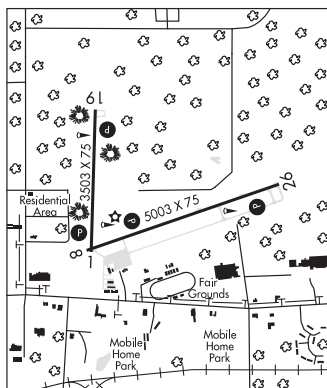 19
P
3503 X 75
26
Residential
Area
5003 X 75
P
P
P
8
1
Fair
Grounds
Mobile
Home
Park
Mobile
Home
Park